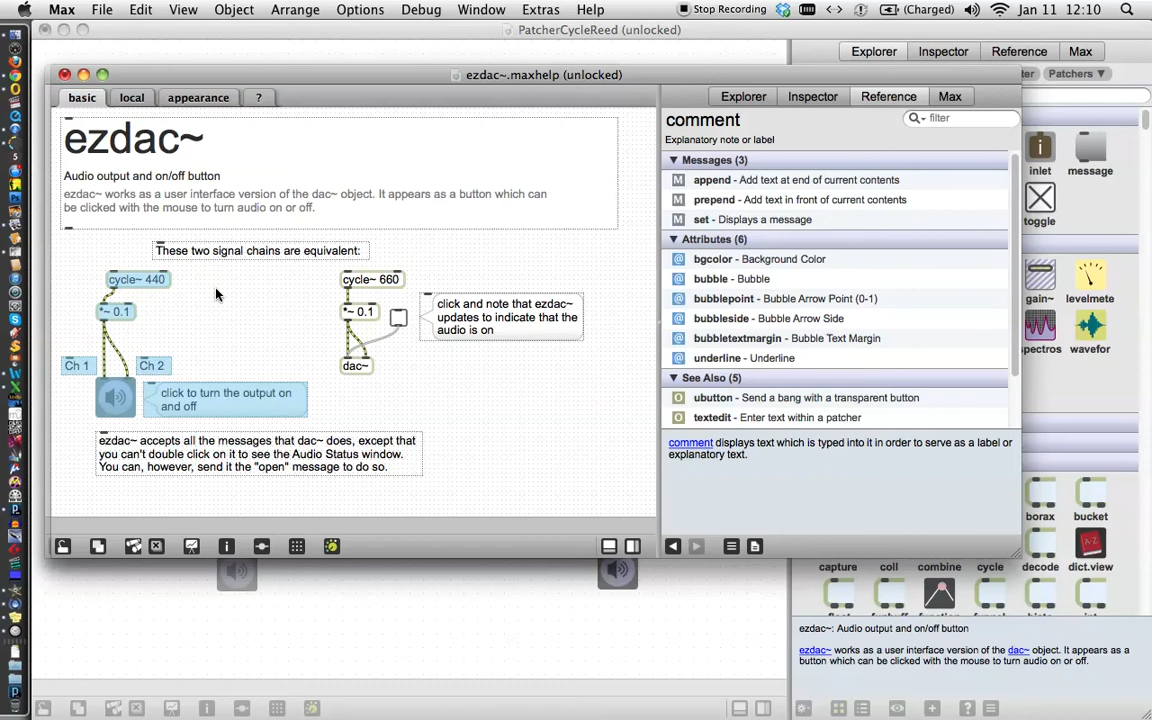 Max File Edit View Object Arrange Options Debug Window Extras Help Stop Recording (Charged) Jan 11 12:10
PatcherCycleReed (unlocked)
Explorer Inspector Reference Max
ezdac~.maxhelp (unlocked)
Patchers ▼
basic local appearance ?
Explorer Inspector Reference Max
ezdac~
Audio output and on/off button
ezdac~ works as a user interface version of the dac~ object. It appears as a button which can
be clicked with the mouse to turn audio on or off.
These two signal chains are equivalent:
cycle~ 440
*~ 0.1
Ch 1
Ch 2
click to turn the output on
and off
cycle~ 660
*~ 0.1
dac~
click and note that ezdac~
updates to indicate that the
audio is on
ezdac~ accepts all the messages that dac~ does, except that
you can't double click on it to see the Audio Status window.
You can, however, send it the "open" message to do so.
comment
filter
Explanatory note or label
Messages (3)
M append - Add text at end of current contents
M prepend - Add text in front of current contents
M set - Displays a message
Attributes (6)
@ bgcolor - Background Color
@ bubble - Bubble
@ bubblepoint - Bubble Arrow Point (0-1)
@ bubbleside - Bubble Arrow Side
@ bubbletextmargin - Bubble Text Margin
@ underline - Underline
See Also (5)
O ubutton - Send a bang with a transparent button
O textedit - Enter text within a patcher
comment displays text which is typed into it in order to serve as a label or
explanatory text.
inlet message
toggle
gain~ levelmete
spectros wavefor
borax bucket
A-Z
capture coll combine cycle decode dict.view
ezdac~: Audio output and on/off button
ezdac~ works as a user interface version of the dac~ object. It appears as a
button which can be clicked with the mouse to turn audio on or off.